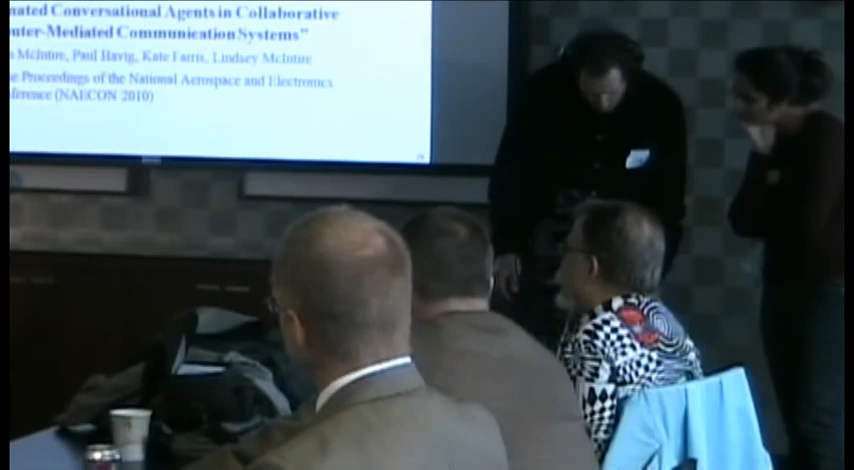 nated Conversational Agents in Collaborative
uter-Mediated Communication Systems"
McIntire, Paul Havig, Kate Farris, Lindsey McIntire
e Proceedings of the National Aerospace and Electronics
ference (NAECON 2010)